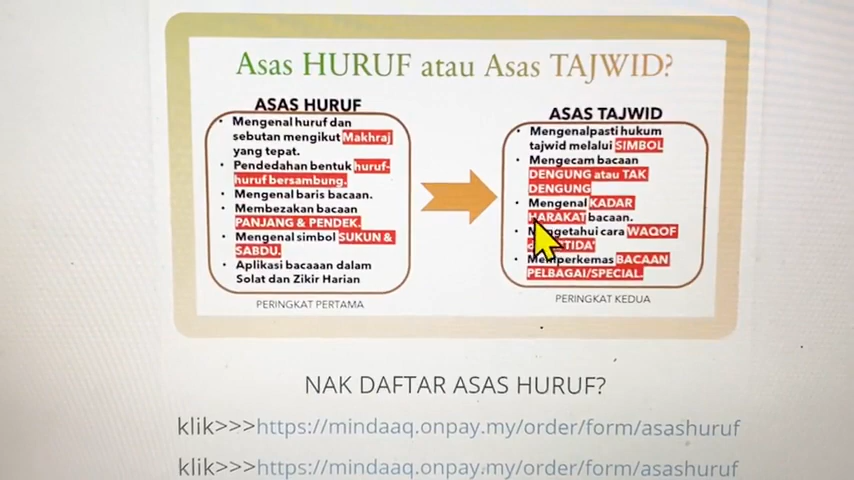 Asas HURUF atau Asas TAJWID?
ASAS HURUF
• Mengenal huruf dan
sebutan mengikut Makhraj
yang tepat.
• Pendedahan bentuk huruf-
huruf bersambung.
• Mengenal baris bacaan.
• Membezakan bacaan
PANJANG & PENDEK.
• Mengenal simbol SUKUN &
SABDU.
• Aplikasi bacaaan dalam
Solat dan Zikir Harian
PERINGKAT PERTAMA
ASAS TAJWID
• Mengenalpasti hukum
tajwid melalui SIMBOL
• Mengecam bacaan
DENGUNG atau TAK
DENGUNG
• Mengenal KADAR
HARAKAT bacaan.
• Mengetahui cara WAQOF
• Memperkemas BACAAN
PELBAGAI/SPECIAL.
PERINGKAT KEDUA
NAK DAFTAR ASAS HURUF?
klik>>>https://mindaaq.onpay.my/order/form/asashuruf
klik>>>https://mindaaq.onpay.my/order/form/asashuruf